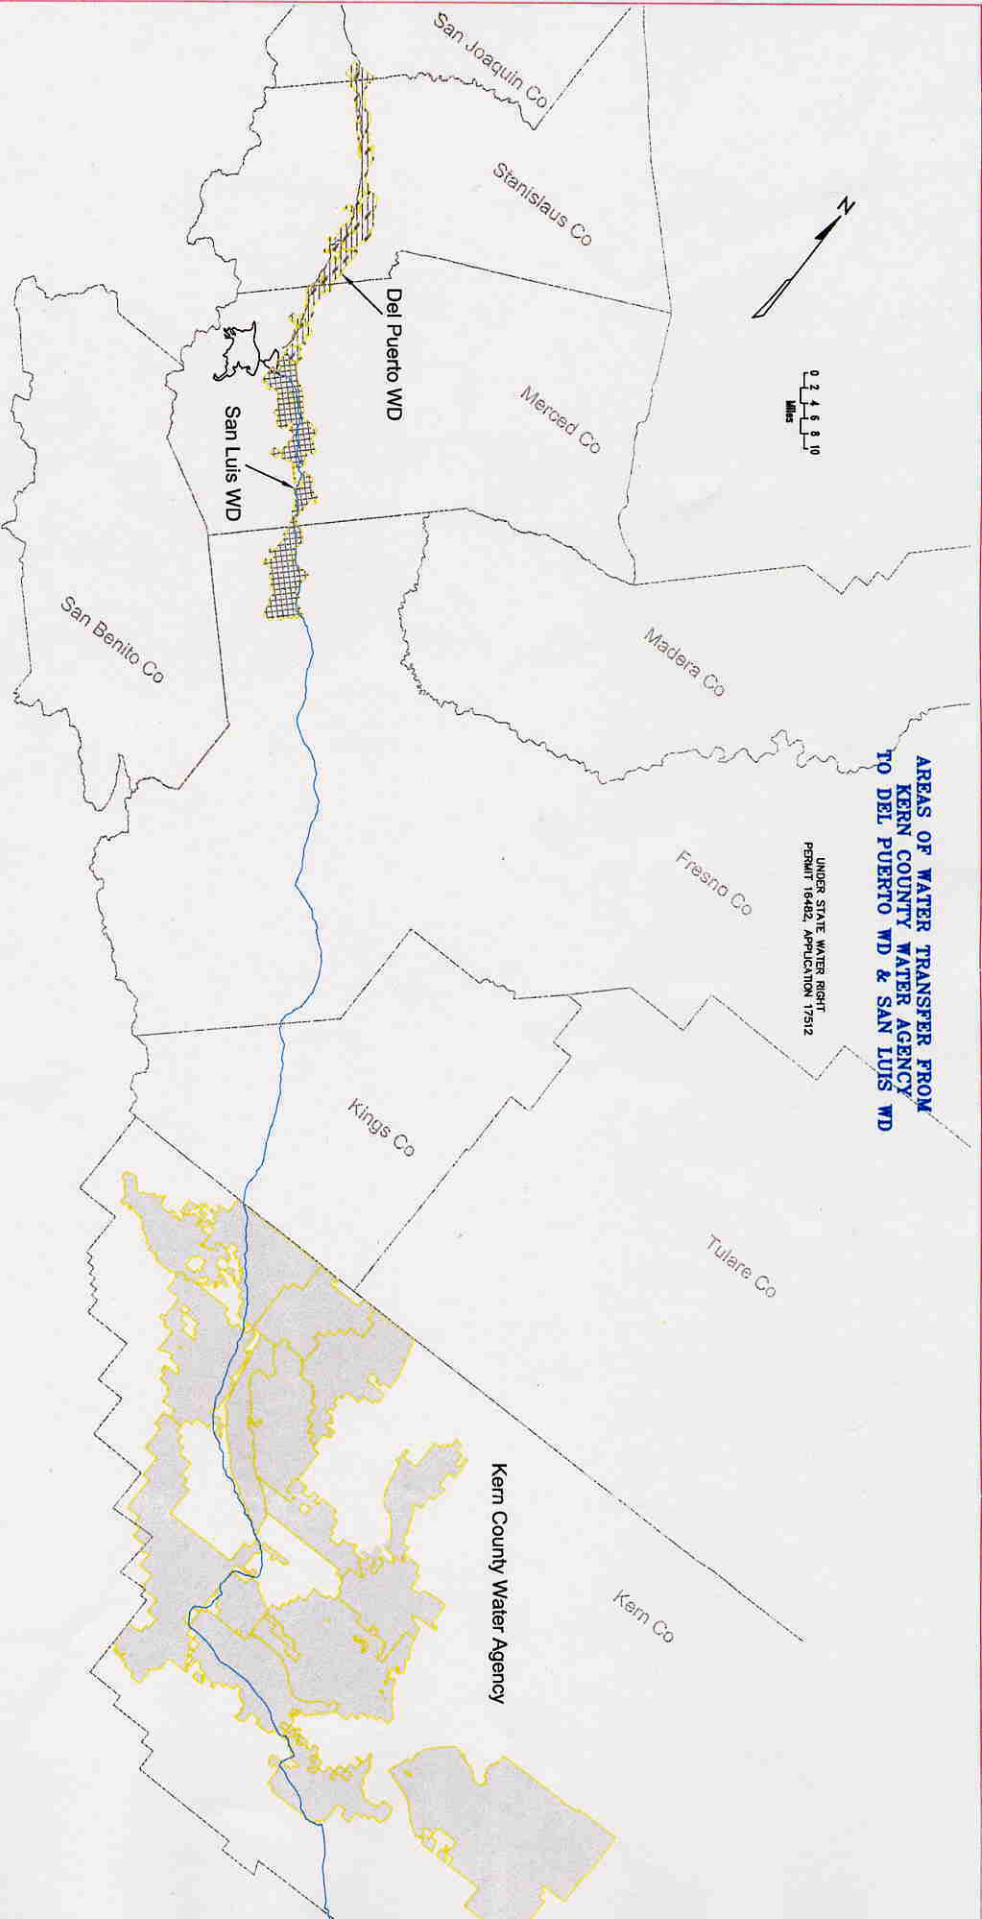 AREAS OF WATER TRANSFER FROM
KERN COUNTY WATER AGENCY
TO DEL PUERTO WD & SAN LUIS WD
UNDER STATE WATER RIGHT
PERMIT 16482, APPLICATION 17512
N
0 2 4 6 8 10
Miles
San Joaquin Co
Stanislaus Co
Merced Co
Madera Co
Fresno Co
Tulare Co
Kern Co
Kings Co
San Benito Co
Del Puerto WD
San Luis WD
Kern County Water Agency